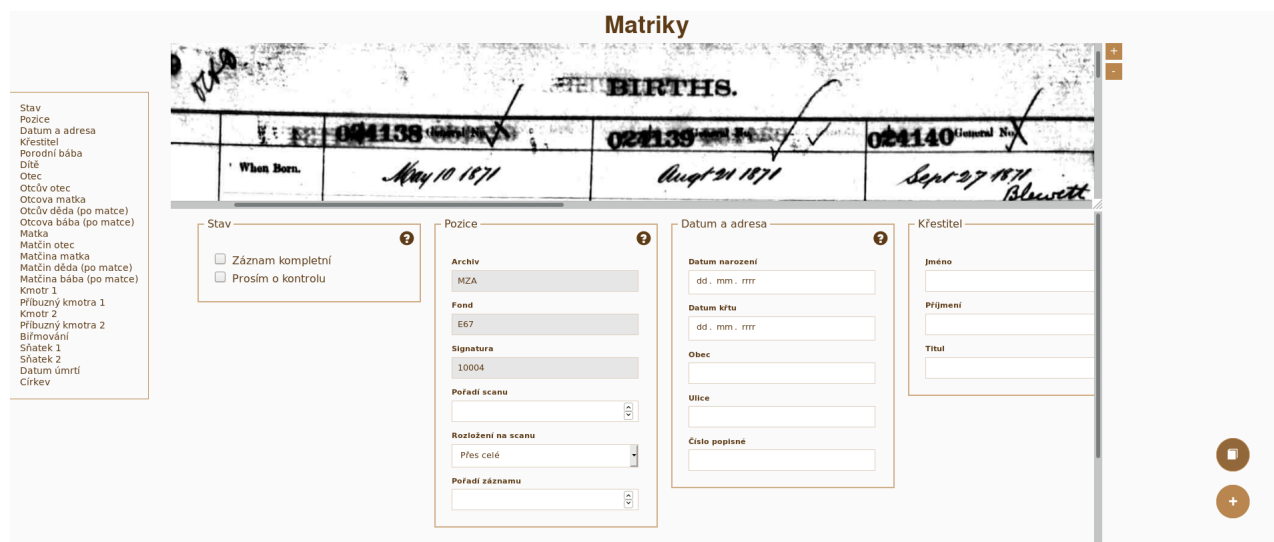 Matriky
+
-
BIRTHS.
024138 General No. 024139 General No. 024140 General No.
When Born. May 10 1871 Augt 21 1871 Sept 27 1871
Blewett
Stav
Pozice
Datum a adresa
Křestitel
Porodní bába
Dítě
Otec
Otcův otec
Otcova matka
Otcův děda (po matce)
Otcova bába (po matce)
Matka
Matčin otec
Matčina matka
Matčin děda (po matce)
Matčina bába (po matce)
Kmotr 1
Příbuzný kmotra 1
Kmotr 2
Příbuzný kmotra 2
Biřmování
Sňatek 1
Sňatek 2
Datum úmrtí
Církev
Stav
?
Záznam kompletní
Prosím o kontrolu
Pozice
?
Archiv
MZA
Fond
E67
Signatura
10004
Pořadí scanu
Rozložení na scanu
Přes celé
Pořadí záznamu
Datum a adresa
?
Datum narození
dd. mm. rrrr
Datum křtu
dd. mm. rrrr
Obec
Ulice
Číslo popisné
Křestitel
Jméno
Příjmení
Titul
+